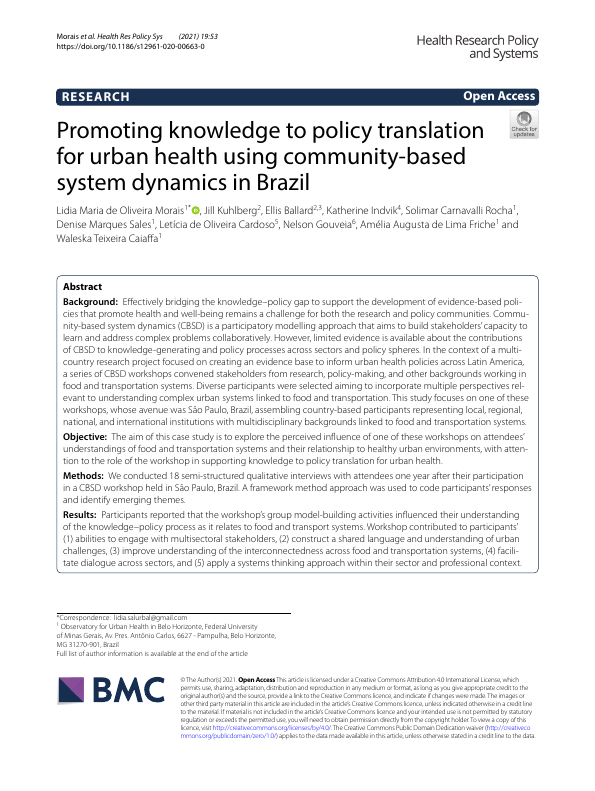 Morais et al. Health Res Policy Sys (2021) 19:53
https://doi.org/10.1186/s12961-020-00663-0
Health Research Policy
and Systems
RESEARCH
Open Access
Check for
updates
Promoting knowledge to policy translation
for urban health using community-based
system dynamics in Brazil
Lidia Maria de Oliveira Morais1* , Jill Kuhlberg2, Ellis Ballard2,3, Katherine Indvik4, Solimar Carnavalli Rocha1,
Denise Marques Sales1, Letícia de Oliveira Cardoso5, Nelson Gouveia6, Amélia Augusta de Lima Friche1 and
Waleska Teixeira Caiaffa1
Abstract
Background: Effectively bridging the knowledge–policy gap to support the development of evidence-based poli-
cies that promote health and well-being remains a challenge for both the research and policy communities. Commu-
nity-based system dynamics (CBSD) is a participatory modelling approach that aims to build stakeholders' capacity to
learn and address complex problems collaboratively. However, limited evidence is available about the contributions
of CBSD to knowledge-generating and policy processes across sectors and policy spheres. In the context of a multi-
country research project focused on creating an evidence base to inform urban health policies across Latin America,
a series of CBSD workshops convened stakeholders from research, policy-making, and other backgrounds working in
food and transportation systems. Diverse participants were selected aiming to incorporate multiple perspectives rel-
evant to understanding complex urban systems linked to food and transportation. This study focuses on one of these
workshops, whose avenue was São Paulo, Brazil, assembling country-based participants representing local, regional,
national, and international institutions with multidisciplinary backgrounds linked to food and transportation systems.
Objective: The aim of this case study is to explore the perceived influence of one of these workshops on attendees'
understandings of food and transportation systems and their relationship to healthy urban environments, with atten-
tion to the role of the workshop in supporting knowledge to policy translation for urban health.
Methods: We conducted 18 semi-structured qualitative interviews with attendees one year after their participation
in a CBSD workshop held in São Paulo, Brazil. A framework method approach was used to code participants' responses
and identify emerging themes.
Results: Participants reported that the workshop's group model-building activities influenced their understanding
of the knowledge–policy process as it relates to food and transport systems. Workshop contributed to participants'
(1) abilities to engage with multisectoral stakeholders, (2) construct a shared language and understanding of urban
challenges, (3) improve understanding of the interconnectedness across food and transportation systems, (4) facili-
tate dialogue across sectors, and (5) apply a systems thinking approach within their sector and professional context.
*Correspondence: lidia.salurbal@gmail.com
1 Observatory for Urban Health in Belo Horizonte, Federal University
of Minas Gerais, Av. Pres. Antônio Carlos, 6627 - Pampulha, Belo Horizonte,
MG 31270-901, Brazil
Full list of author information is available at the end of the article
BMC
© The Author(s) 2021. Open Access This article is licensed under a Creative Commons Attribution 4.0 International License, which
permits use, sharing, adaptation, distribution and reproduction in any medium or format, as long as you give appropriate credit to the
original author(s) and the source, provide a link to the Creative Commons licence, and indicate if changes were made. The images or
other third party material in this article are included in the article's Creative Commons licence, unless indicated otherwise in a credit line
to the material. If material is not included in the article's Creative Commons licence and your intended use is not permitted by statutory
regulation or exceeds the permitted use, you will need to obtain permission directly from the copyright holder. To view a copy of this
licence, visit http://creativecommons.org/licenses/by/4.0/. The Creative Commons Public Domain Dedication waiver (http://creativeco
mmons.org/publicdomain/zero/1.0/) applies to the data made available in this article, unless otherwise stated in a credit line to the data.